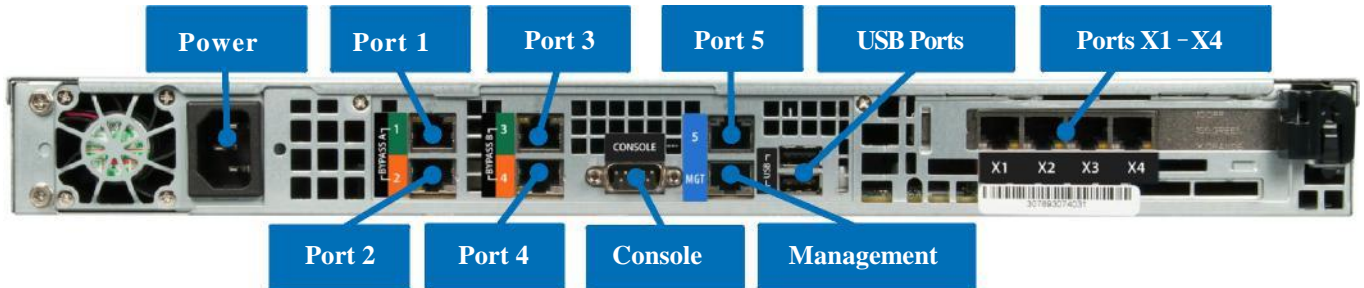 Power
Port 1
Port 3
Port 5
USB Ports
Ports X1-X4
1
BYPASS A
2
3
BYPASS B
4
CONSOLE
5
MGT
USB
X1 X2 X3 X4
307893074031
Port 2
Port 4
Console
Management